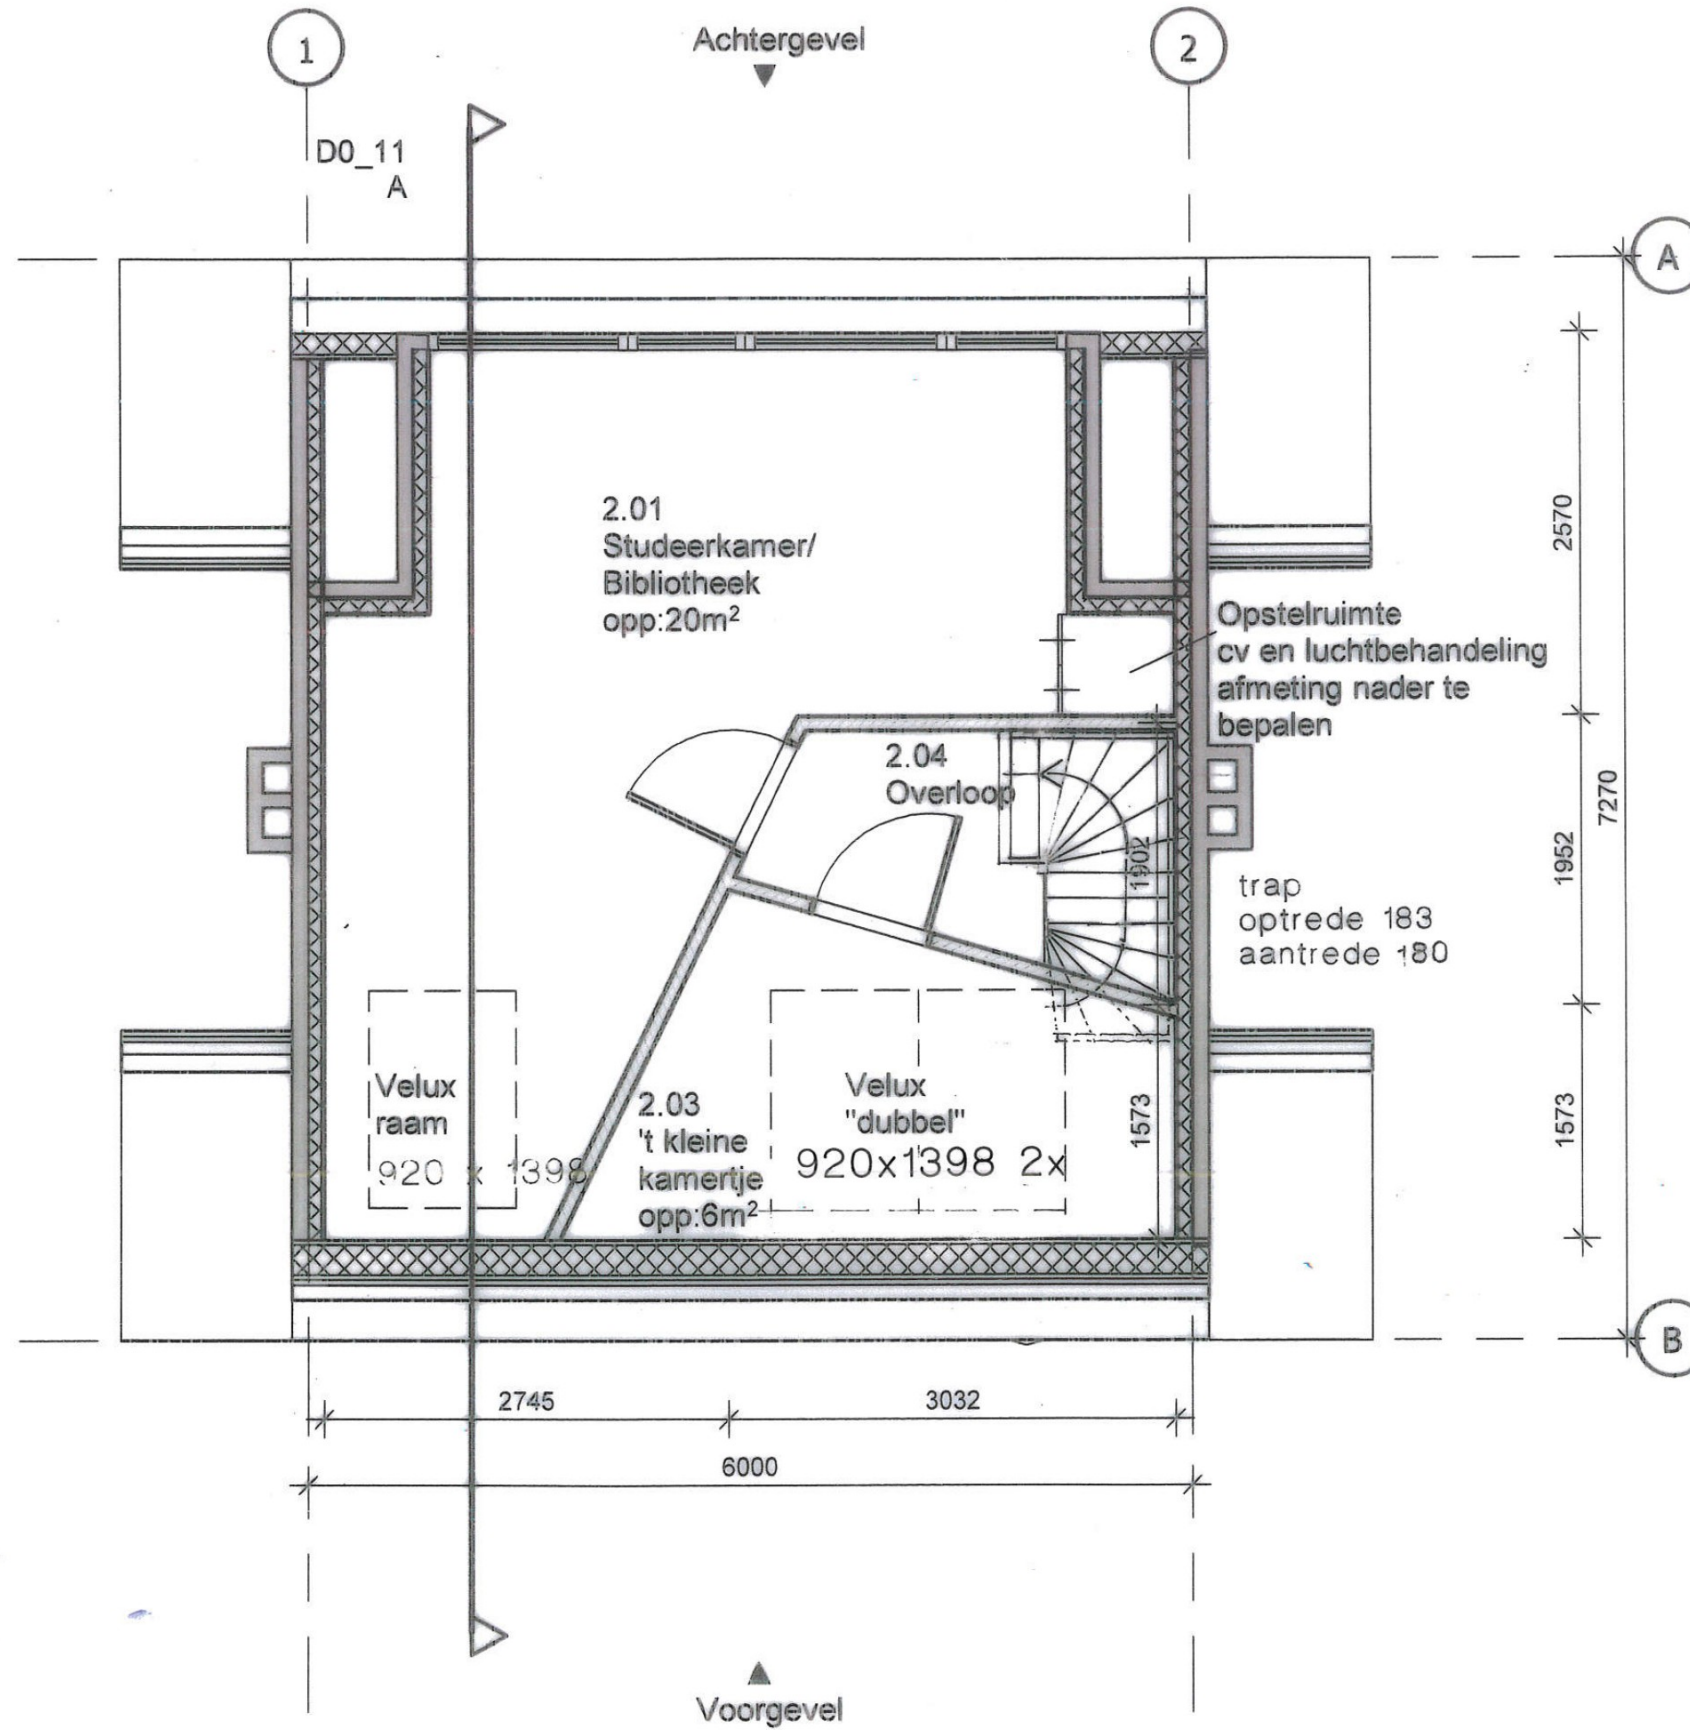 1
Achtergevel
2
D0_11
A
A
2.01
Studeerkamer/
Bibliotheek
opp:20m²
2570
Opstelruimte
cv en luchtbehandeling
afmeting nader te
bepalen
2.04
Overloop
7270
1902
1952
trap
optrede 183
aantrede 180
Velux
raam
920 x 1398
2.03
't kleine
kamertje
opp:6m²
Velux
"dubbel"
920x1398 2x
1573
1573
B
2745
3032
6000
Voorgevel